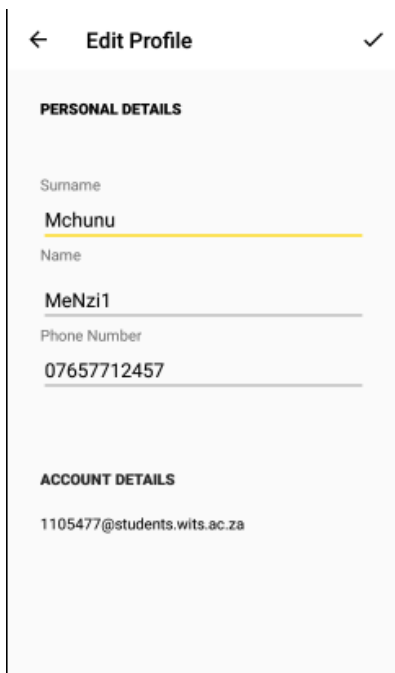 Edit Profile
PERSONAL DETAILS
Surname
Mchunu
Name
MeNzi1
Phone Number
07657712457
ACCOUNT DETAILS
1105477@students.wits.ac.za